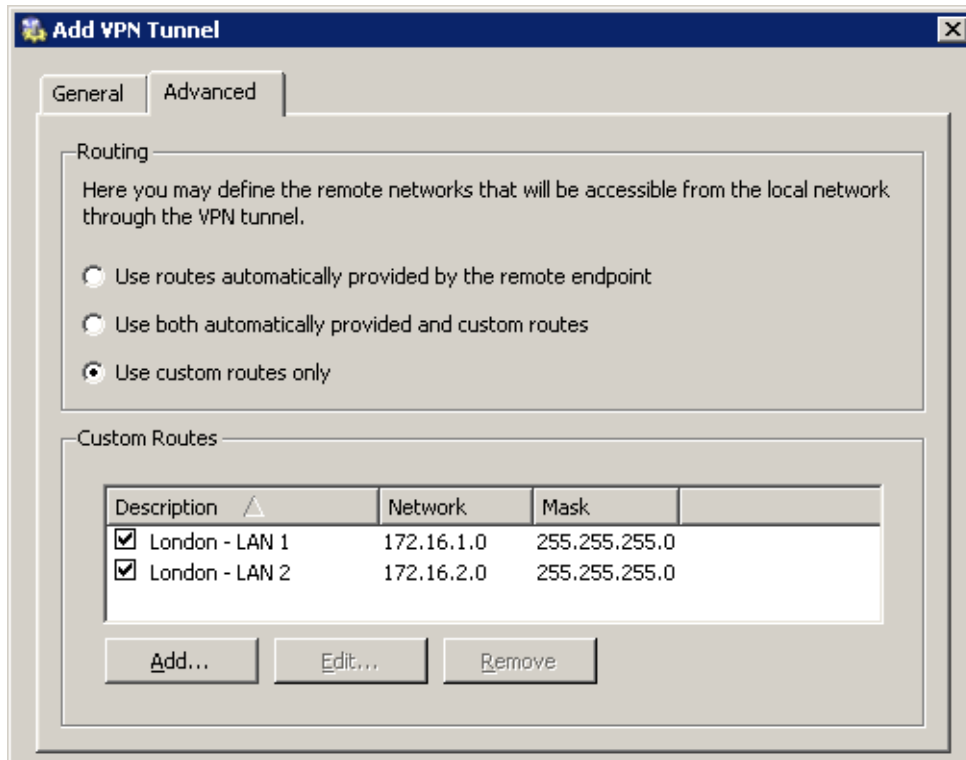 Add VPN Tunnel
General Advanced
Routing
Here you may define the remote networks that will be accessible from the local network
through the VPN tunnel.
Use routes automatically provided by the remote endpoint
Use both automatically provided and custom routes
Use custom routes only
Custom Routes
Description Network Mask
London - LAN 1 172.16.1.0 255.255.255.0
London - LAN 2 172.16.2.0 255.255.255.0
Add... Edit... Remove